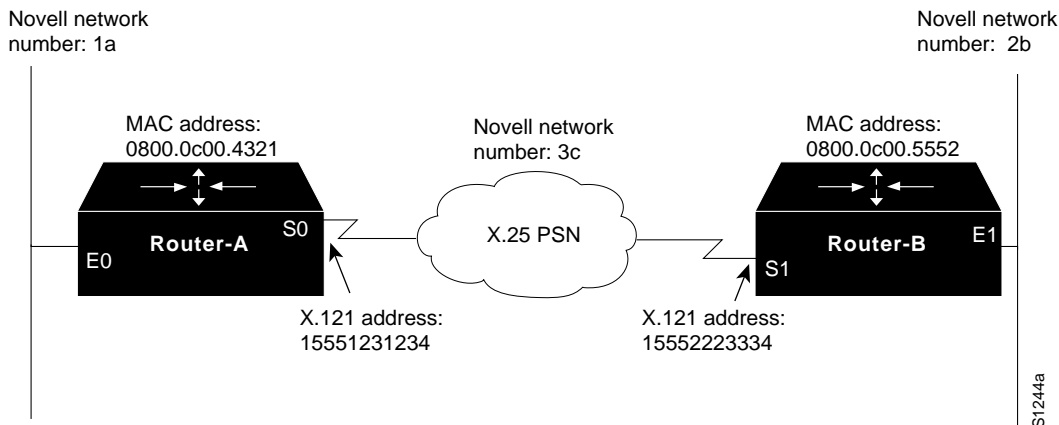 Novell network
number: 1a
Novell network
number: 2b
MAC address:
0800.0c00.4321
Novell network
number: 3c
MAC address:
0800.0c00.5552
Router-A
S0
E0
X.25 PSN
Router-B
E1
S1
X.121 address:
15551231234
X.121 address:
15552223334
S1244a